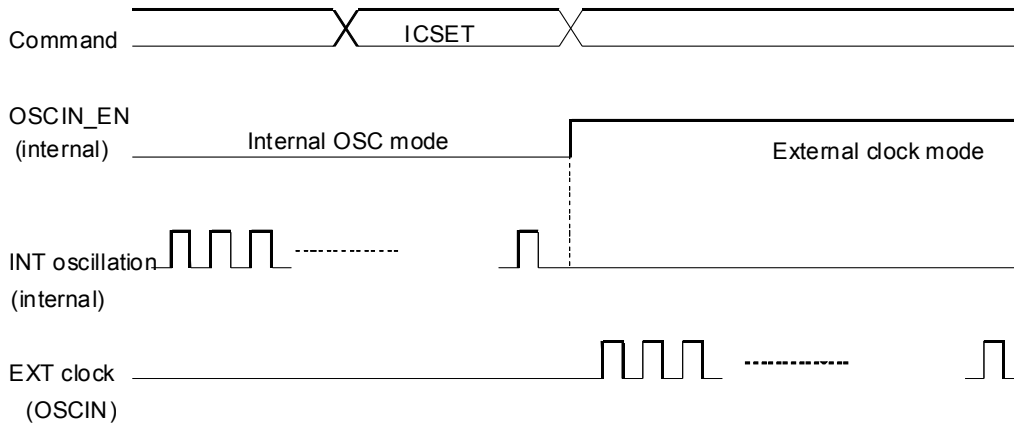 Command
ICSET
OSCIN_EN
(internal)
Internal OSC mode
External clock mode
INT oscillation
(internal)
EXT clock
(OSCIN)